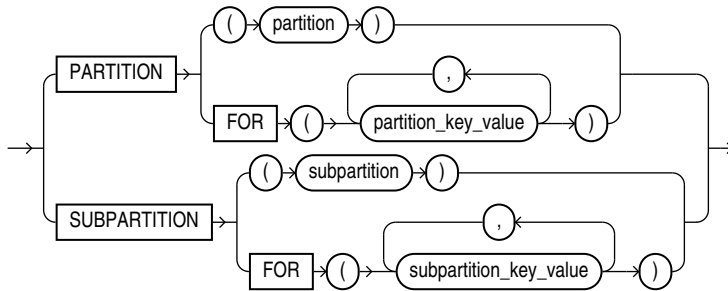 ( partition )
PARTITION
,
FOR ( partition_key_value )
( subpartition )
SUBPARTITION
,
FOR ( subpartition_key_value )